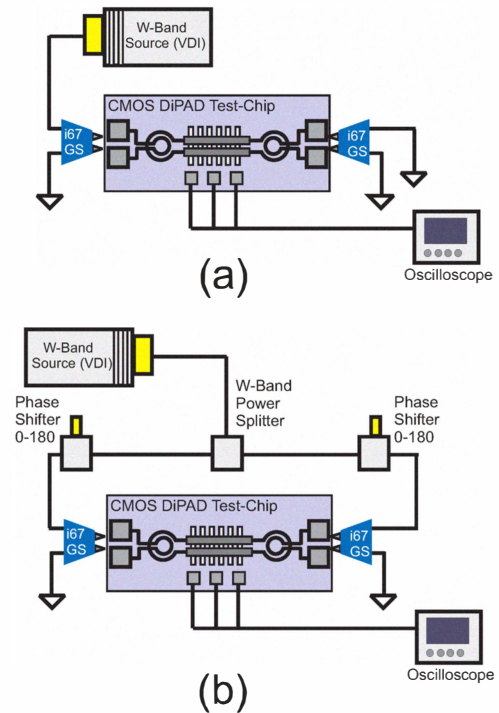 W-Band
Source (VDI)
CMOS DiPAD Test-Chip
i67
GS
i67
GS
Oscilloscope
(a)
W-Band
Source (VDI)
W-Band
Power
Splitter
Phase
Shifter
0-180
Phase
Shifter
0-180
CMOS DiPAD Test-Chip
i67
GS
i67
GS
Oscilloscope
(b)